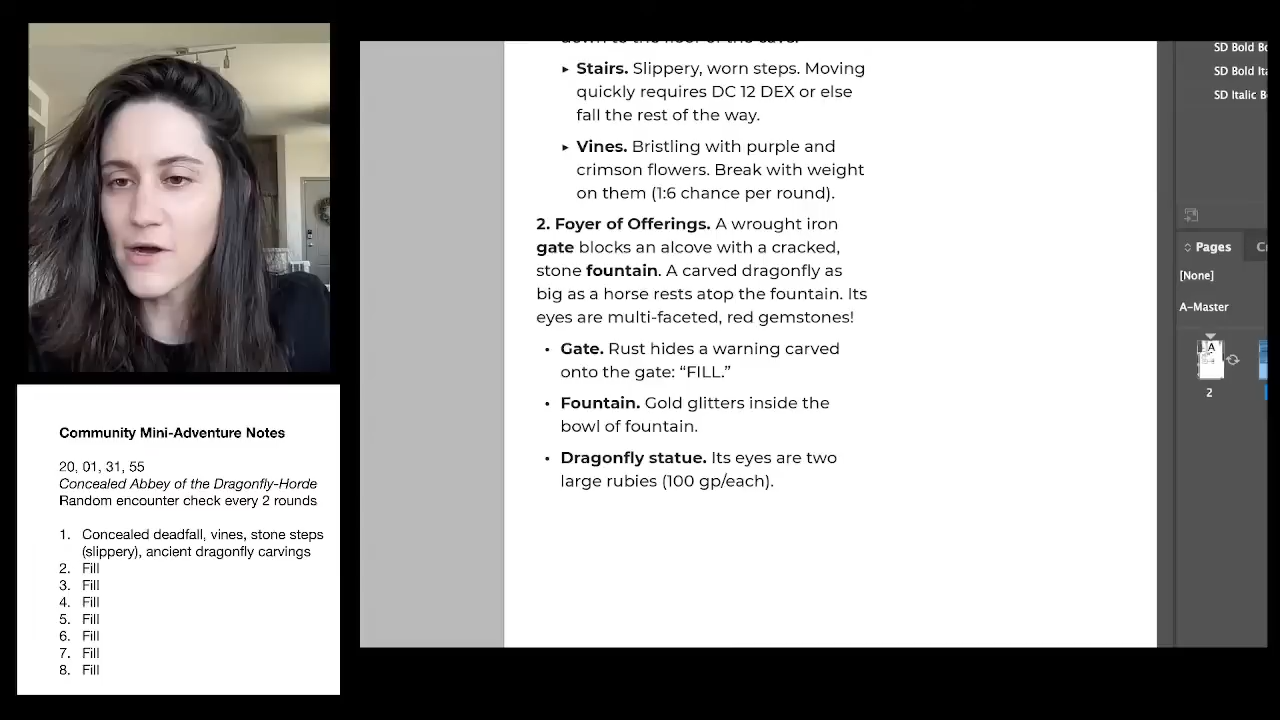 down to the floor of the cave.
▸ Stairs. Slippery, worn steps. Moving
quickly requires DC 12 DEX or else
fall the rest of the way.
▸ Vines. Bristling with purple and
crimson flowers. Break with weight
on them (1:6 chance per round).
2. Foyer of Offerings. A wrought iron
gate blocks an alcove with a cracked,
stone fountain. A carved dragonfly as
big as a horse rests atop the fountain. Its
eyes are multi-faceted, red gemstones!
• Gate. Rust hides a warning carved
onto the gate: “FILL.”
• Fountain. Gold glitters inside the
bowl of fountain.
• Dragonfly statue. Its eyes are two
large rubies (100 gp/each).
Community Mini-Adventure Notes
20, 01, 31, 55
Concealed Abbey of the Dragonfly-Horde
Random encounter check every 2 rounds
1. Concealed deadfall, vines, stone steps
(slippery), ancient dragonfly carvings
2. Fill
3. Fill
4. Fill
5. Fill
6. Fill
7. Fill
8. Fill
SD Bold
SD Bold
SD Italic
Pages
[None]
A-Master
A
2